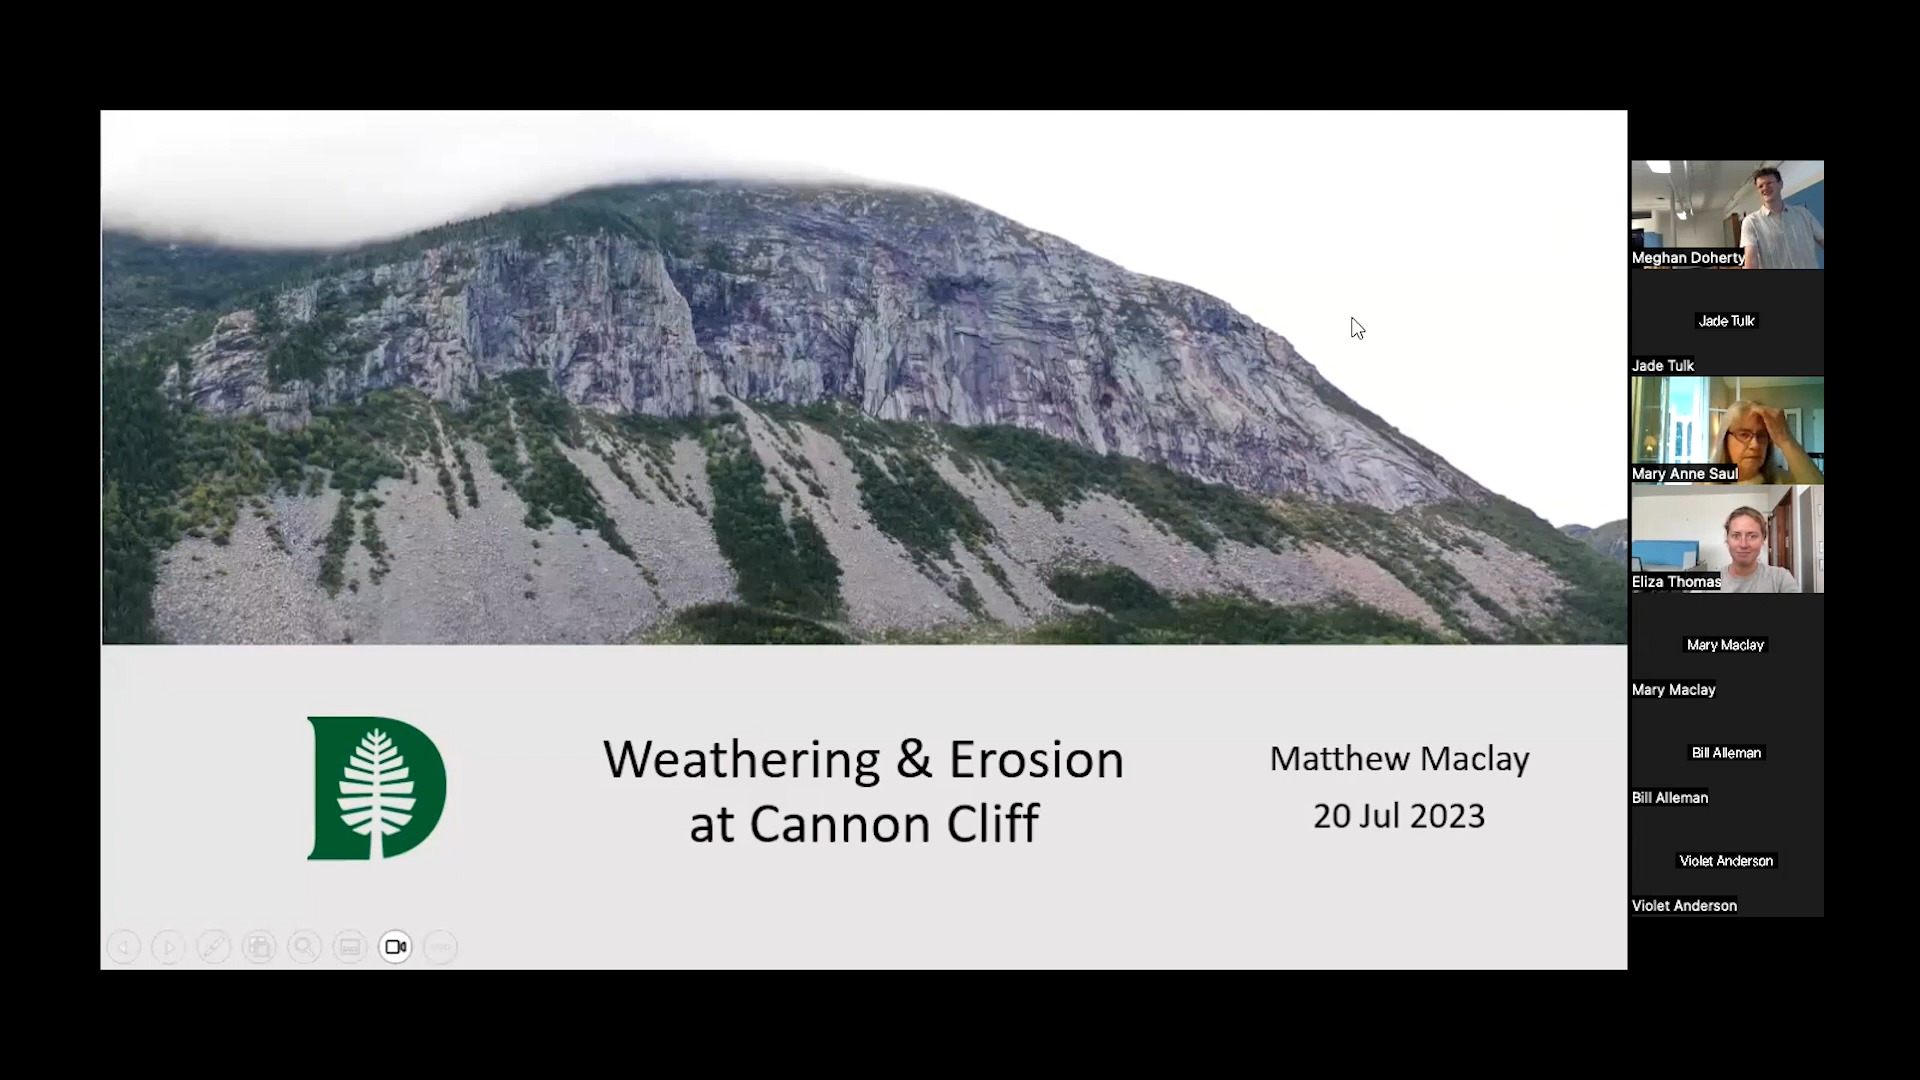 Weathering & Erosion
at Cannon Cliff
Matthew Maclay
20 Jul 2023
Meghan Doherty
Jade Tulk
Jade Tulk
Mary Anne Saul
Eliza Thomas
Mary Maclay
Mary Maclay
Bill Alleman
Bill Alleman
Violet Anderson
Violet Anderson